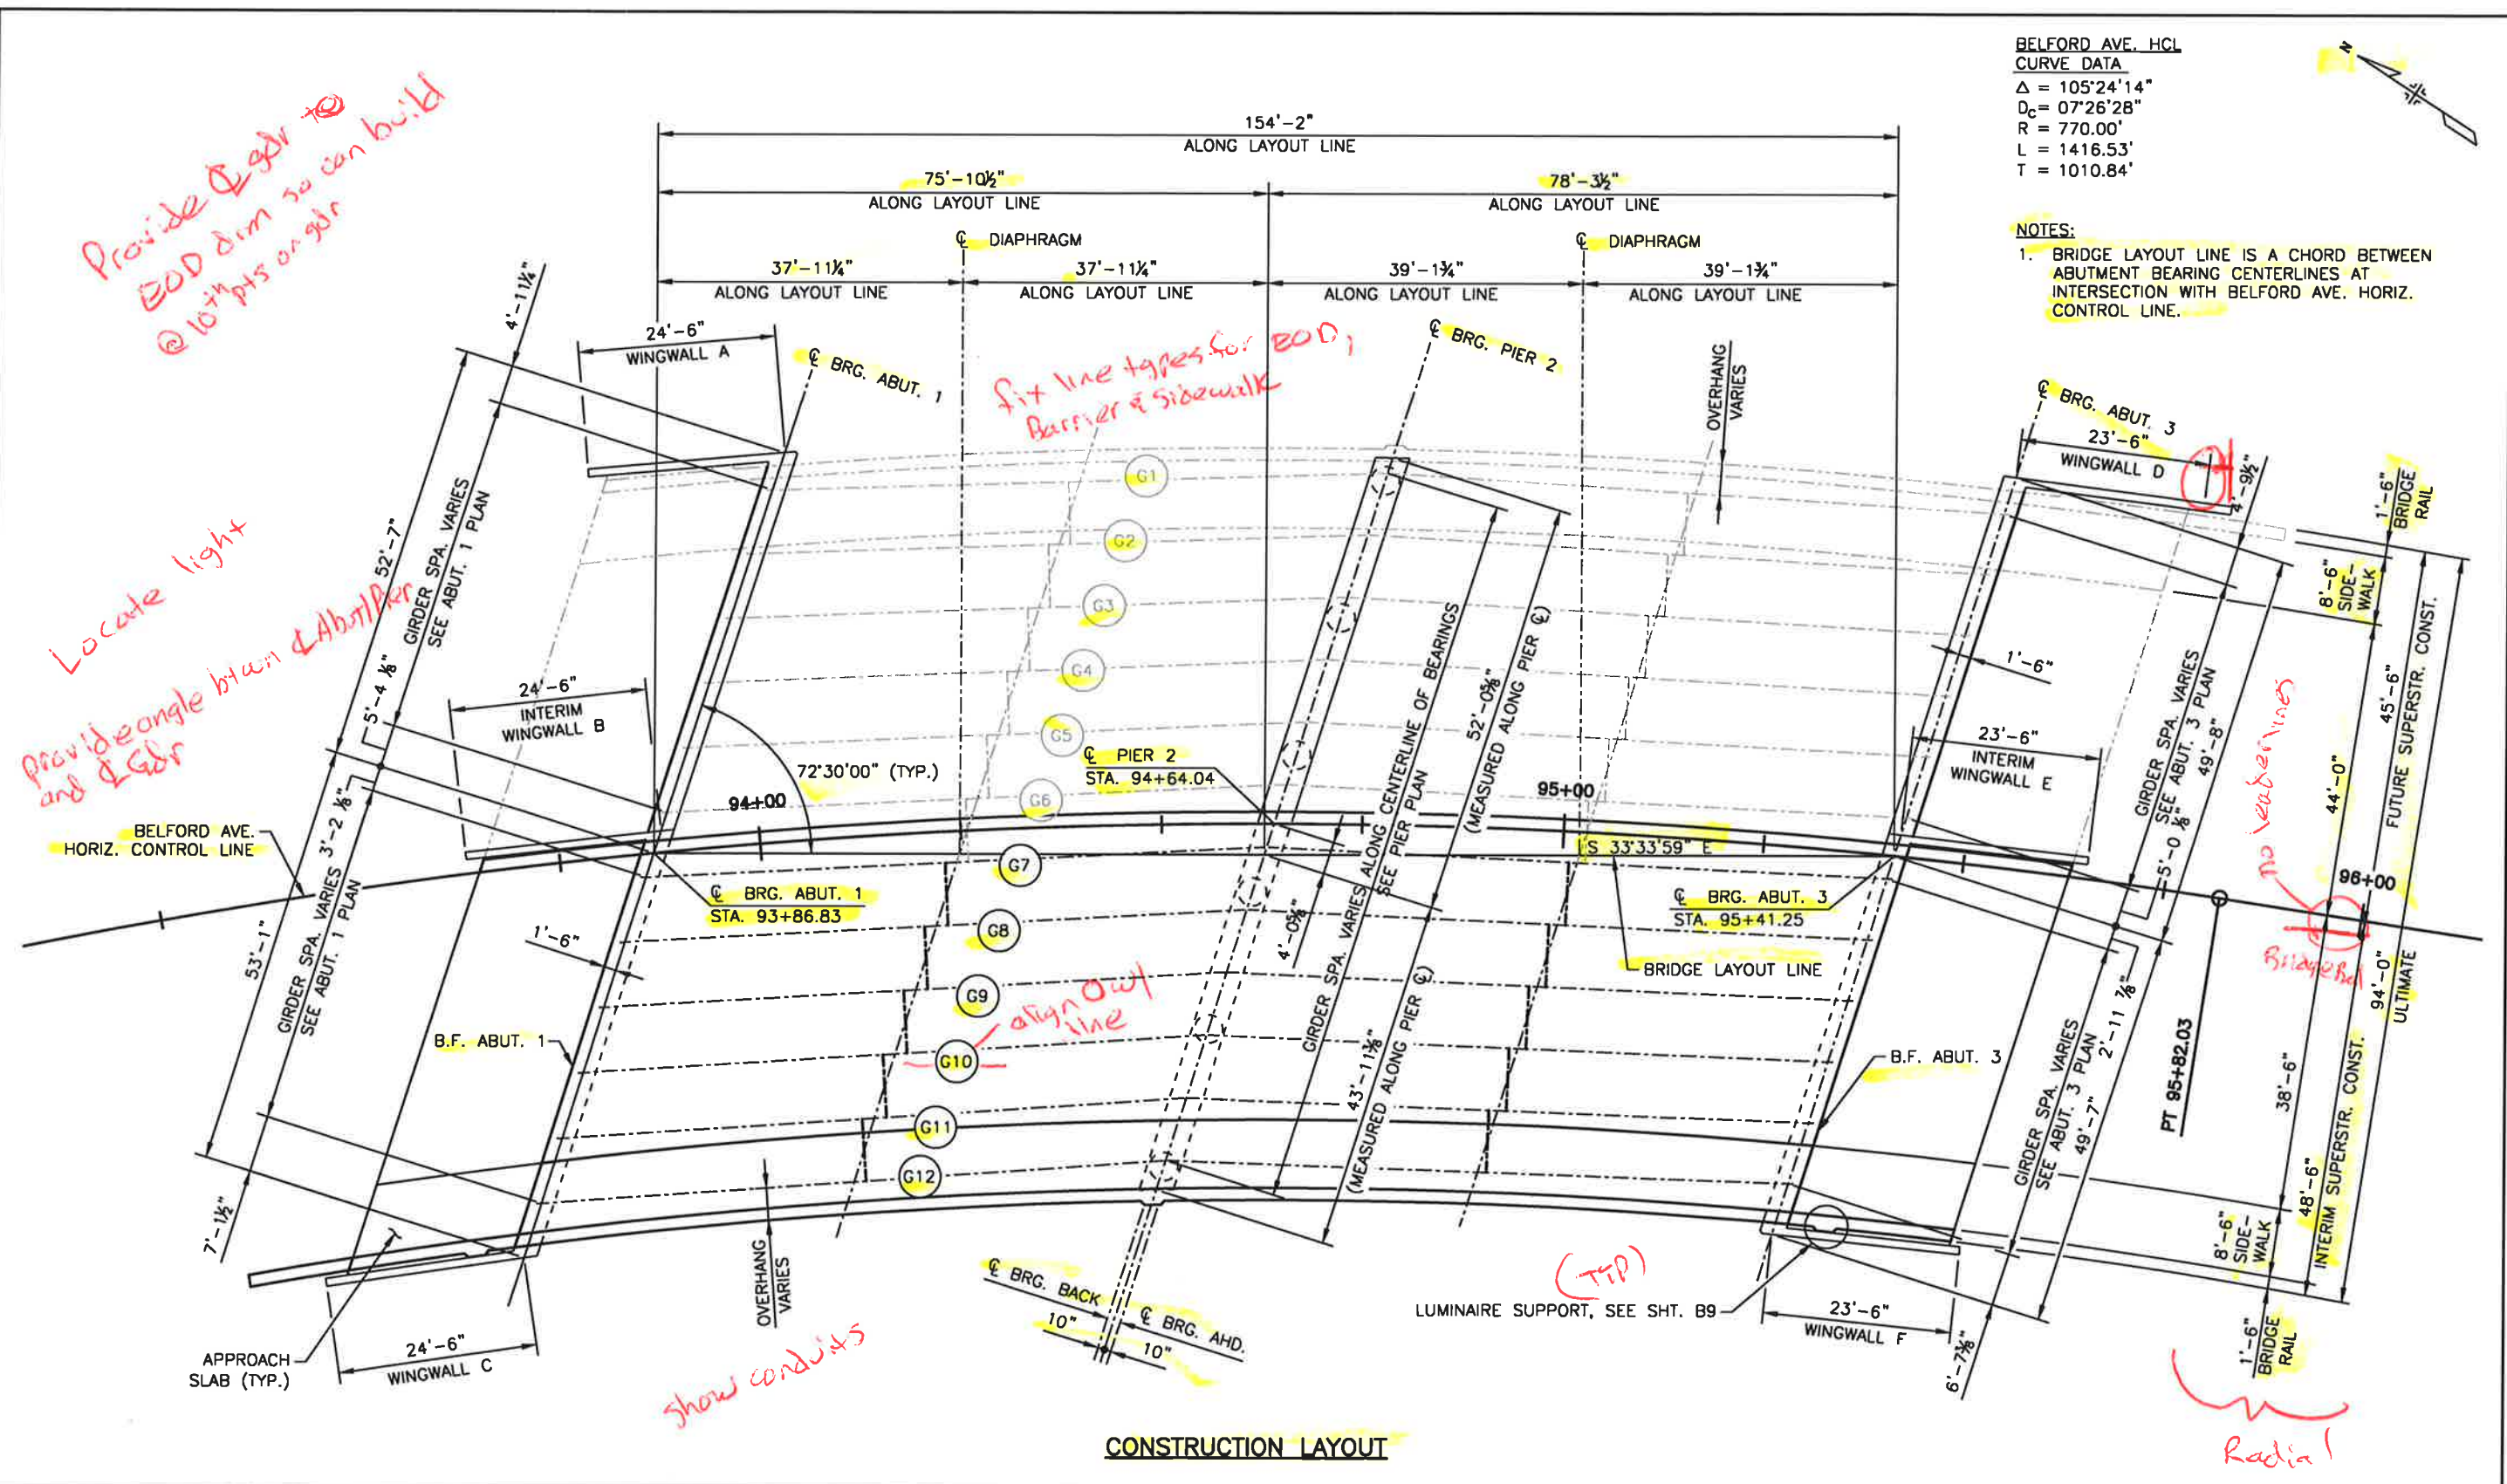 BELFORD AVE. HCL
CURVE DATA
Δ = 105°24'14"
Dc= 07°26'28"
R = 770.00'
L = 1416.53'
T = 1010.84'
N
NOTES:
1. BRIDGE LAYOUT LINE IS A CHORD BETWEEN
ABUTMENT BEARING CENTERLINES AT
INTERSECTION WITH BELFORD AVE. HORIZ.
CONTROL LINE.
Provide ℄ gdr to
EOD dim so can build
@ 10th pts on gdr
154'-2"
ALONG LAYOUT LINE
75'-10½"
ALONG LAYOUT LINE
78'-3½"
ALONG LAYOUT LINE
℄ DIAPHRAGM
℄ DIAPHRAGM
37'-11¼"
ALONG LAYOUT LINE
37'-11¼"
ALONG LAYOUT LINE
39'-1¾"
ALONG LAYOUT LINE
39'-1¾"
ALONG LAYOUT LINE
4'-11¼"
24'-6"
WINGWALL A
℄ BRG. ABUT. 1
fix line types for EOD,
Barrier & Sidewalk
℄ BRG. PIER 2
OVERHANG
VARIES
℄ BRG. ABUT. 3
23'-6"
WINGWALL D
4'-9½"
1'-6"
BRIDGE
RAIL
8'-6"
SIDE-
WALK
52'-7"
GIRDER SPA. VARIES
SEE ABUT. 1 PLAN
Locate light
provide angle btwn ℄ Abut/Pier
and ℄ Gdr
5'-4 ⅛"
24'-6"
INTERIM
WINGWALL B
G1
G2
G3
G4
G5
G6
72°30'00" (TYP.)
℄ PIER 2
STA. 94+64.04
94+00
95+00
GIRDER SPA. VARIES ALONG CENTERLINE OF BEARINGS
SEE PIER PLAN
52'-0⅝"
(MEASURED ALONG PIER ℄)
1'-6"
23'-6"
INTERIM
WINGWALL E
GIRDER SPA. VARIES
SEE ABUT. 3 PLAN
49'-8"
5'-0 ⅛"
44'-0"
45'-6"
FUTURE SUPERSTR. CONST.
no leaderlines
96+00
Bridge Rail
94'-0"
ULTIMATE
BELFORD AVE.
HORIZ. CONTROL LINE
3'-2 ⅛"
53'-1"
GIRDER SPA. VARIES
SEE ABUT. 1 PLAN
1'-6"
℄ BRG. ABUT. 1
STA. 93+86.83
G7
G8
G9
G10
G11
G12
align w/
line
S 33°33'59" E
℄ BRG. ABUT. 3
STA. 95+41.25
BRIDGE LAYOUT LINE
4'-0⅝"
43'-11⅜"
(MEASURED ALONG PIER ℄)
B.F. ABUT. 1
B.F. ABUT. 3
2'-11 ⅞"
GIRDER SPA. VARIES
SEE ABUT. 3 PLAN
49'-7"
PT 95+82.03
38'-6"
48'-6"
INTERIM SUPERSTR. CONST.
8'-6"
SIDE-
WALK
1'-6"
BRIDGE
RAIL
7'-1½"
APPROACH
SLAB (TYP.)
24'-6"
WINGWALL C
OVERHANG
VARIES
show conduits
℄ BRG. BACK
℄ BRG. AHD.
10"
10"
(TYP)
LUMINAIRE SUPPORT, SEE SHT. B9
23'-6"
WINGWALL F
6'-7⅜"
Radial
CONSTRUCTION LAYOUT